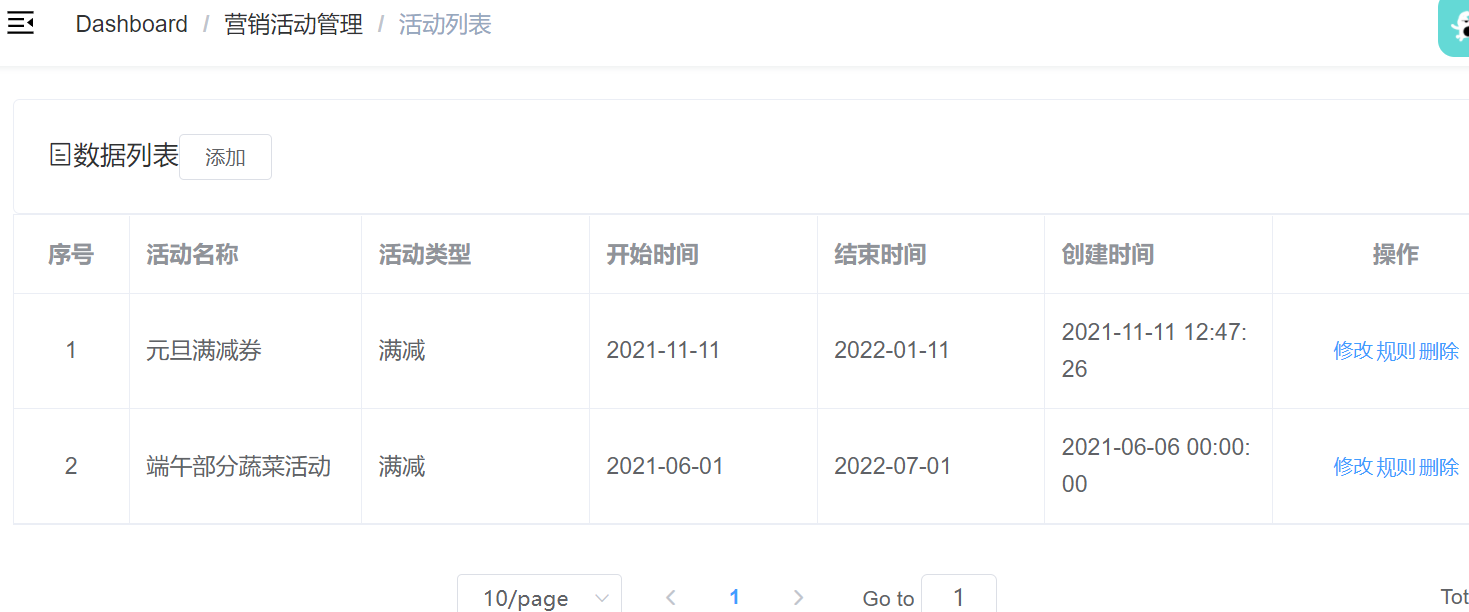 Dashboard / 营销活动管理 / 活动列表
数据列表 添加
序号 活动名称 活动类型 开始时间 结束时间 创建时间 操作
1 元旦满减券 满减 2021-11-11 2022-01-11 2021-11-11 12:47:
26
修改 规则 删除
2 端午部分蔬菜活动 满减 2021-06-01 2022-07-01 2021-06-06 00:00:
00
修改 规则 删除
10/page 1 Go to 1 Tot